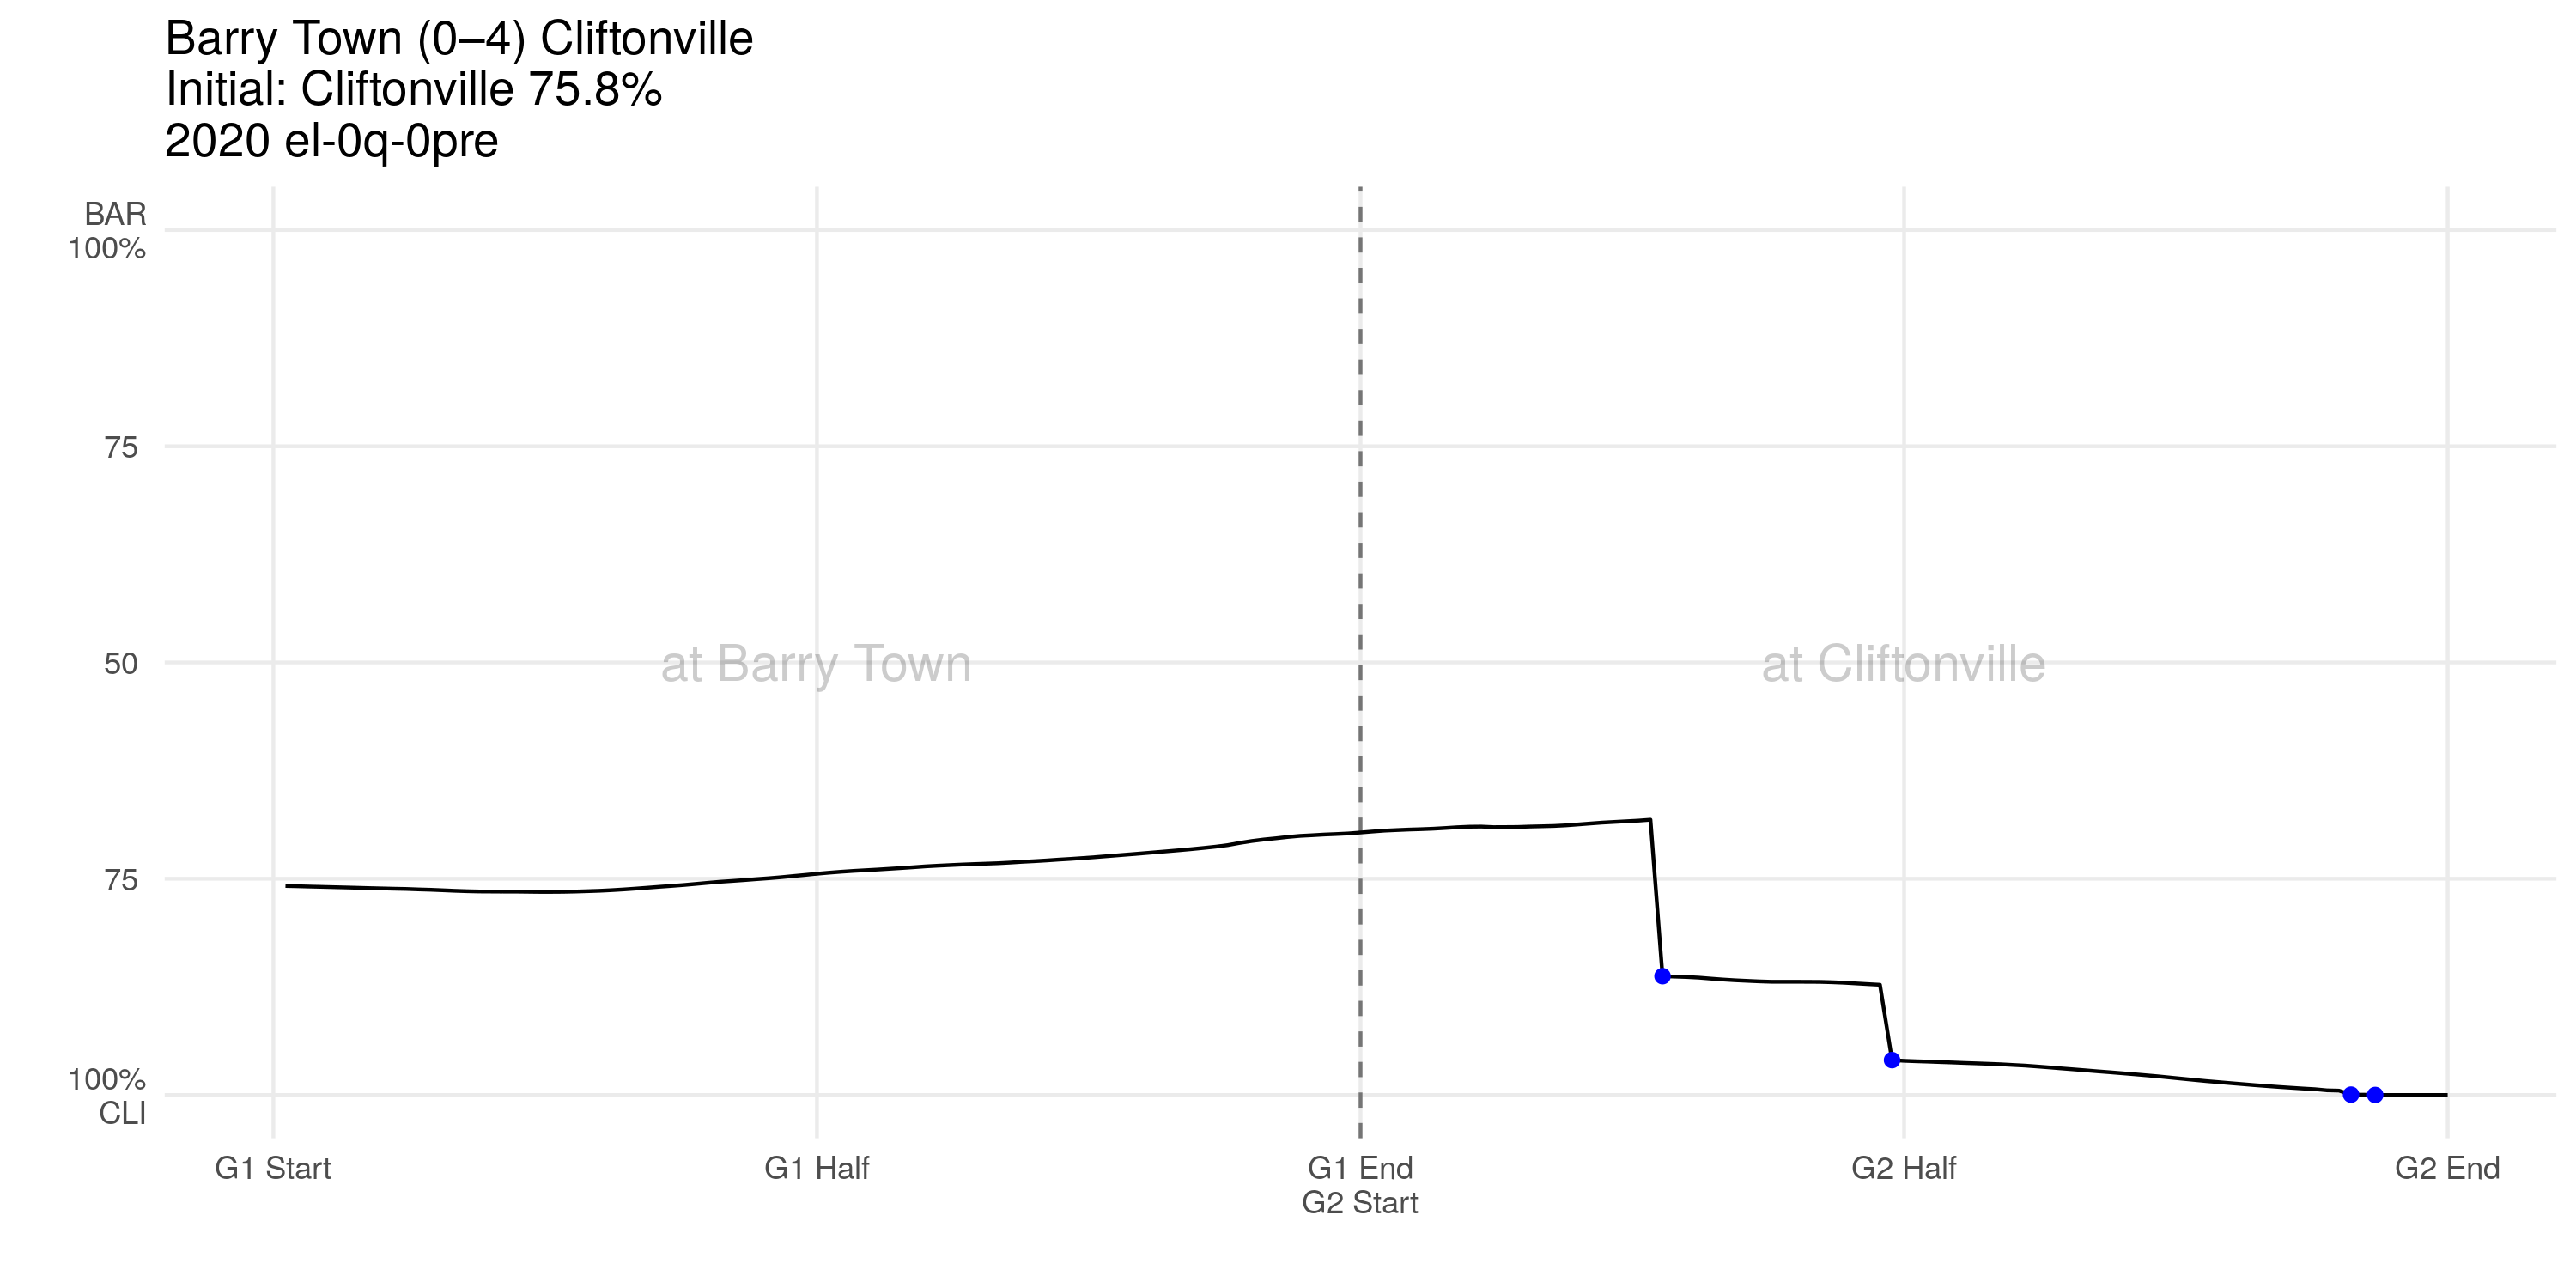 Barry Town (0–4) Cliftonville
Initial: Cliftonville 75.8%
2020 el-0q-0pre
BAR
100%
75
50
at Barry Town
at Cliftonville
75
100%
CLI
G1 Start
G1 Half
G1 End
G2 Start
G2 Half
G2 End